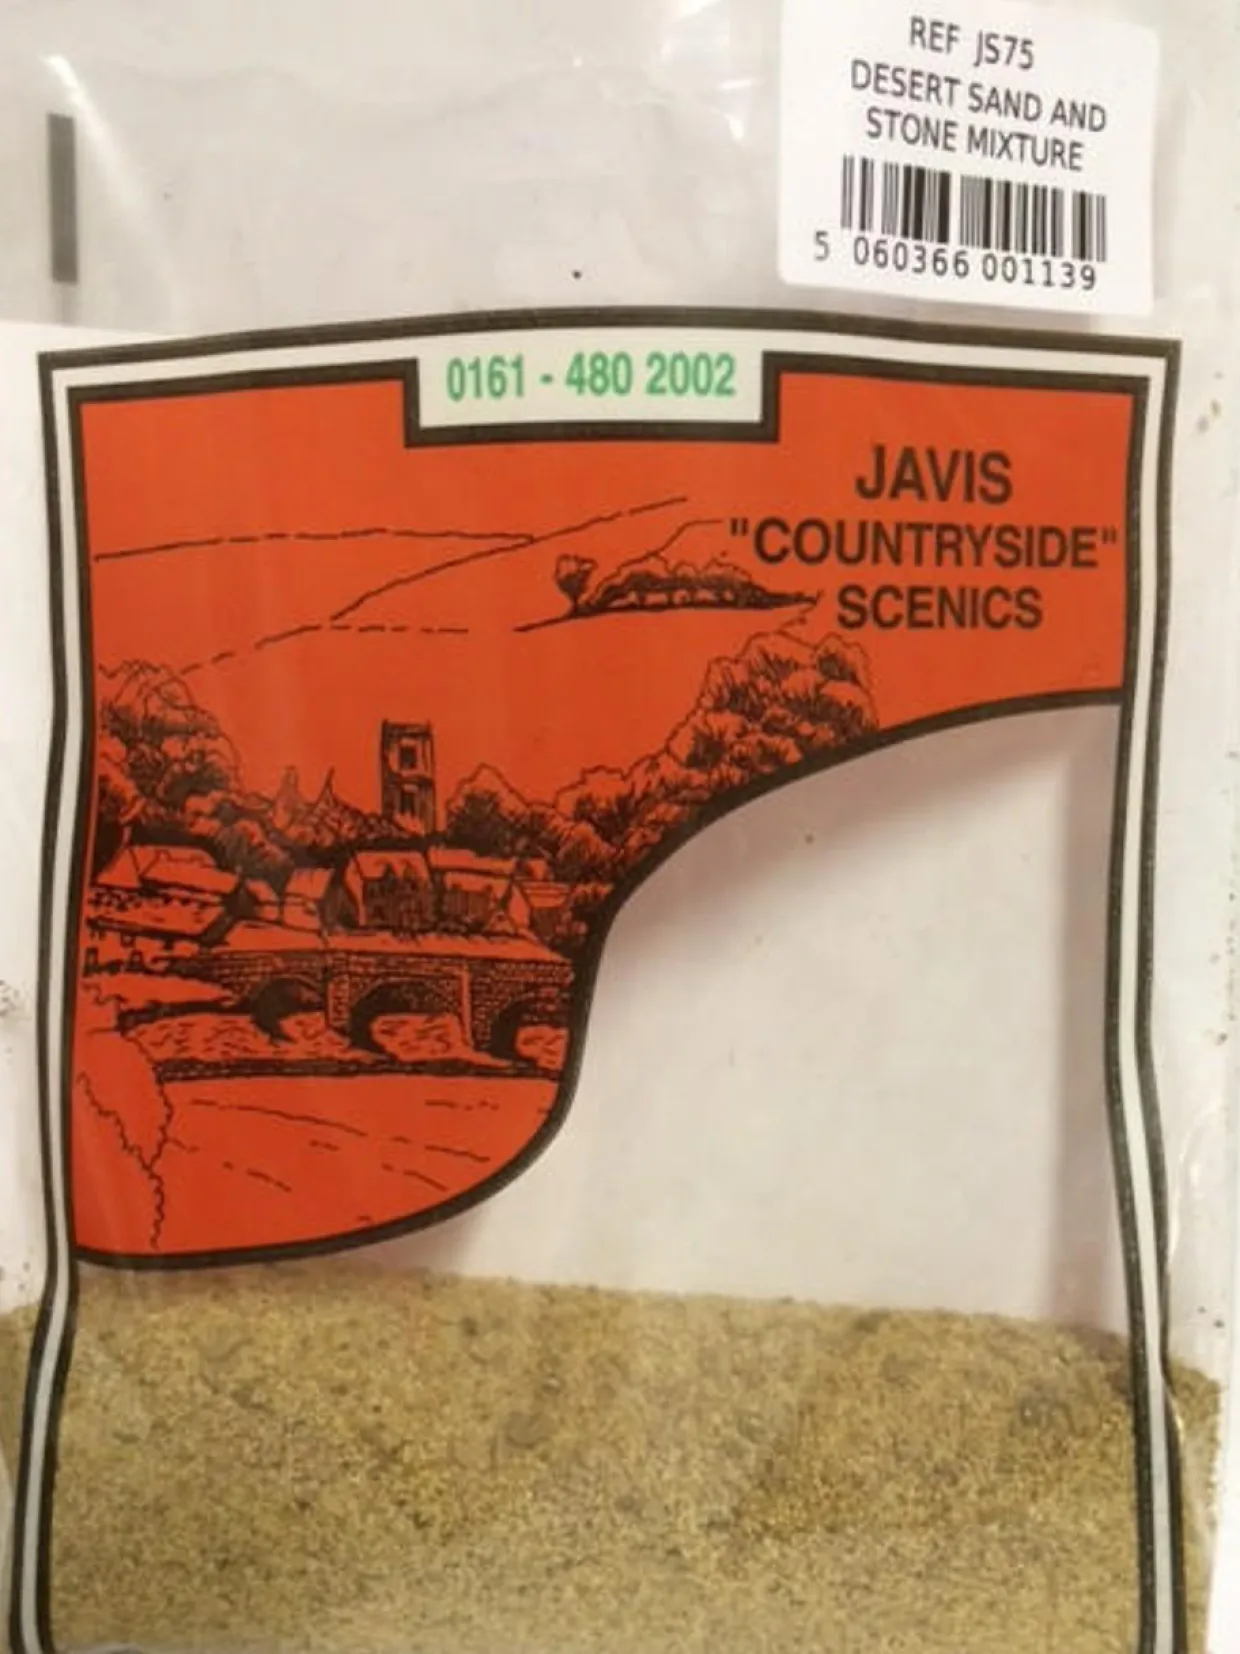 REF JS75
DESERT SAND AND
STONE MIXTURE
5 060366 001139
0161 - 480 2002
JAVIS
"COUNTRYSIDE"
SCENICS